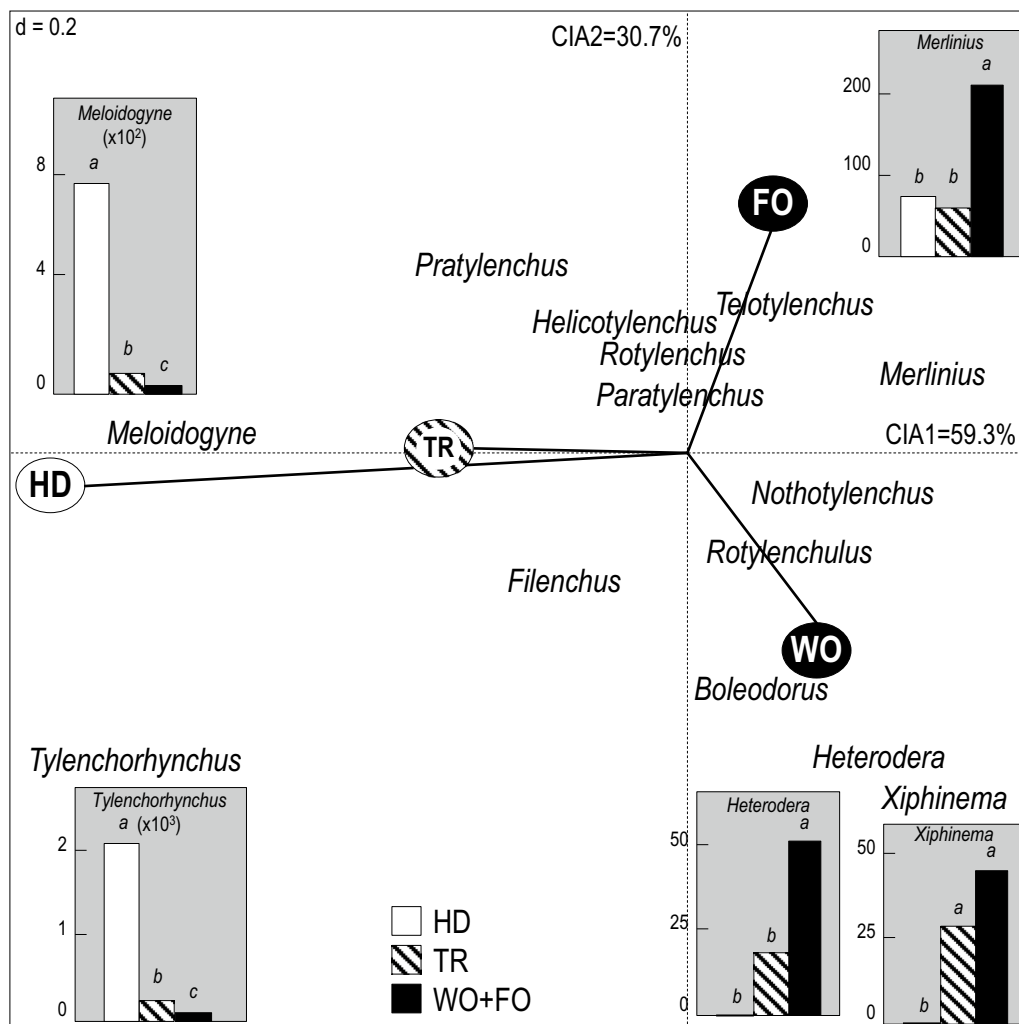 d = 0.2
CIA2=30.7%
Merlinius
a
200
100
0
b
b
Meloidogyne
(x10²)
a
8
4
0
b
c
FO
Pratylenchus
Telotylenchus
Helicotylenchus
Rotylenchus
Paratylenchus
Merlinius
Meloidogyne
TR
CIA1=59.3%
HD
Nothotylenchus
Rotylenchulus
Filenchus
WO
Boleodorus
Tylenchorhynchus
Heterodera
Xiphinema
Tylenchorhynchus
a (x10³)
2
1
0
b
c
HD
TR
WO+FO
Heterodera
a
50
25
0
b
b
Xiphinema
a
50
25
0
a
b